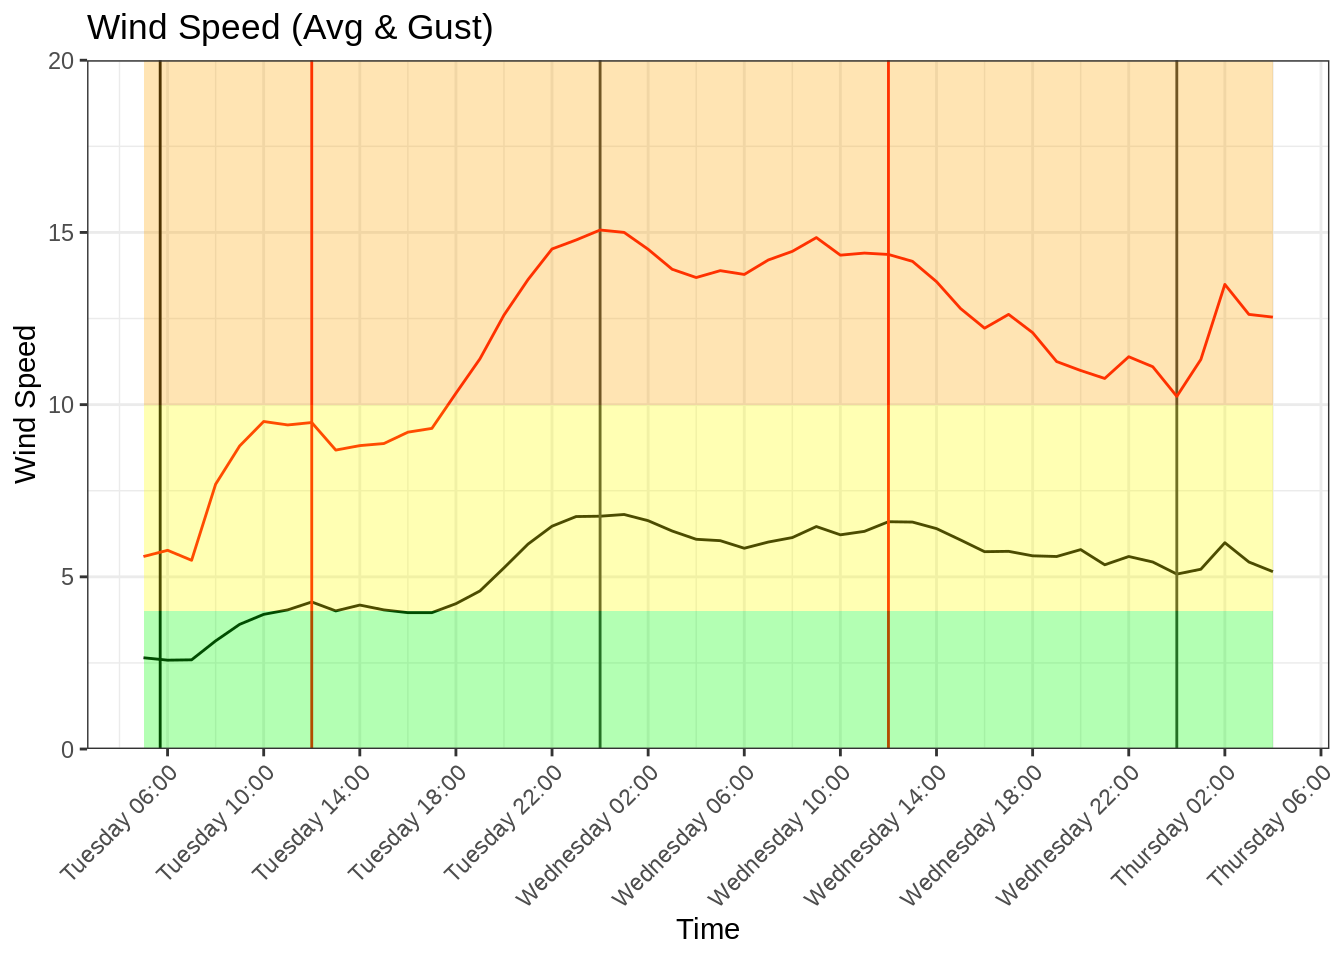 Wind Speed (Avg & Gust)
20
15
10
5
0
Wind Speed
Tuesday 06:00
Tuesday 10:00
Tuesday 14:00
Tuesday 18:00
Tuesday 22:00
Wednesday 02:00
Wednesday 06:00
Wednesday 10:00
Wednesday 14:00
Wednesday 18:00
Wednesday 22:00
Thursday 02:00
Thursday 06:00
Time